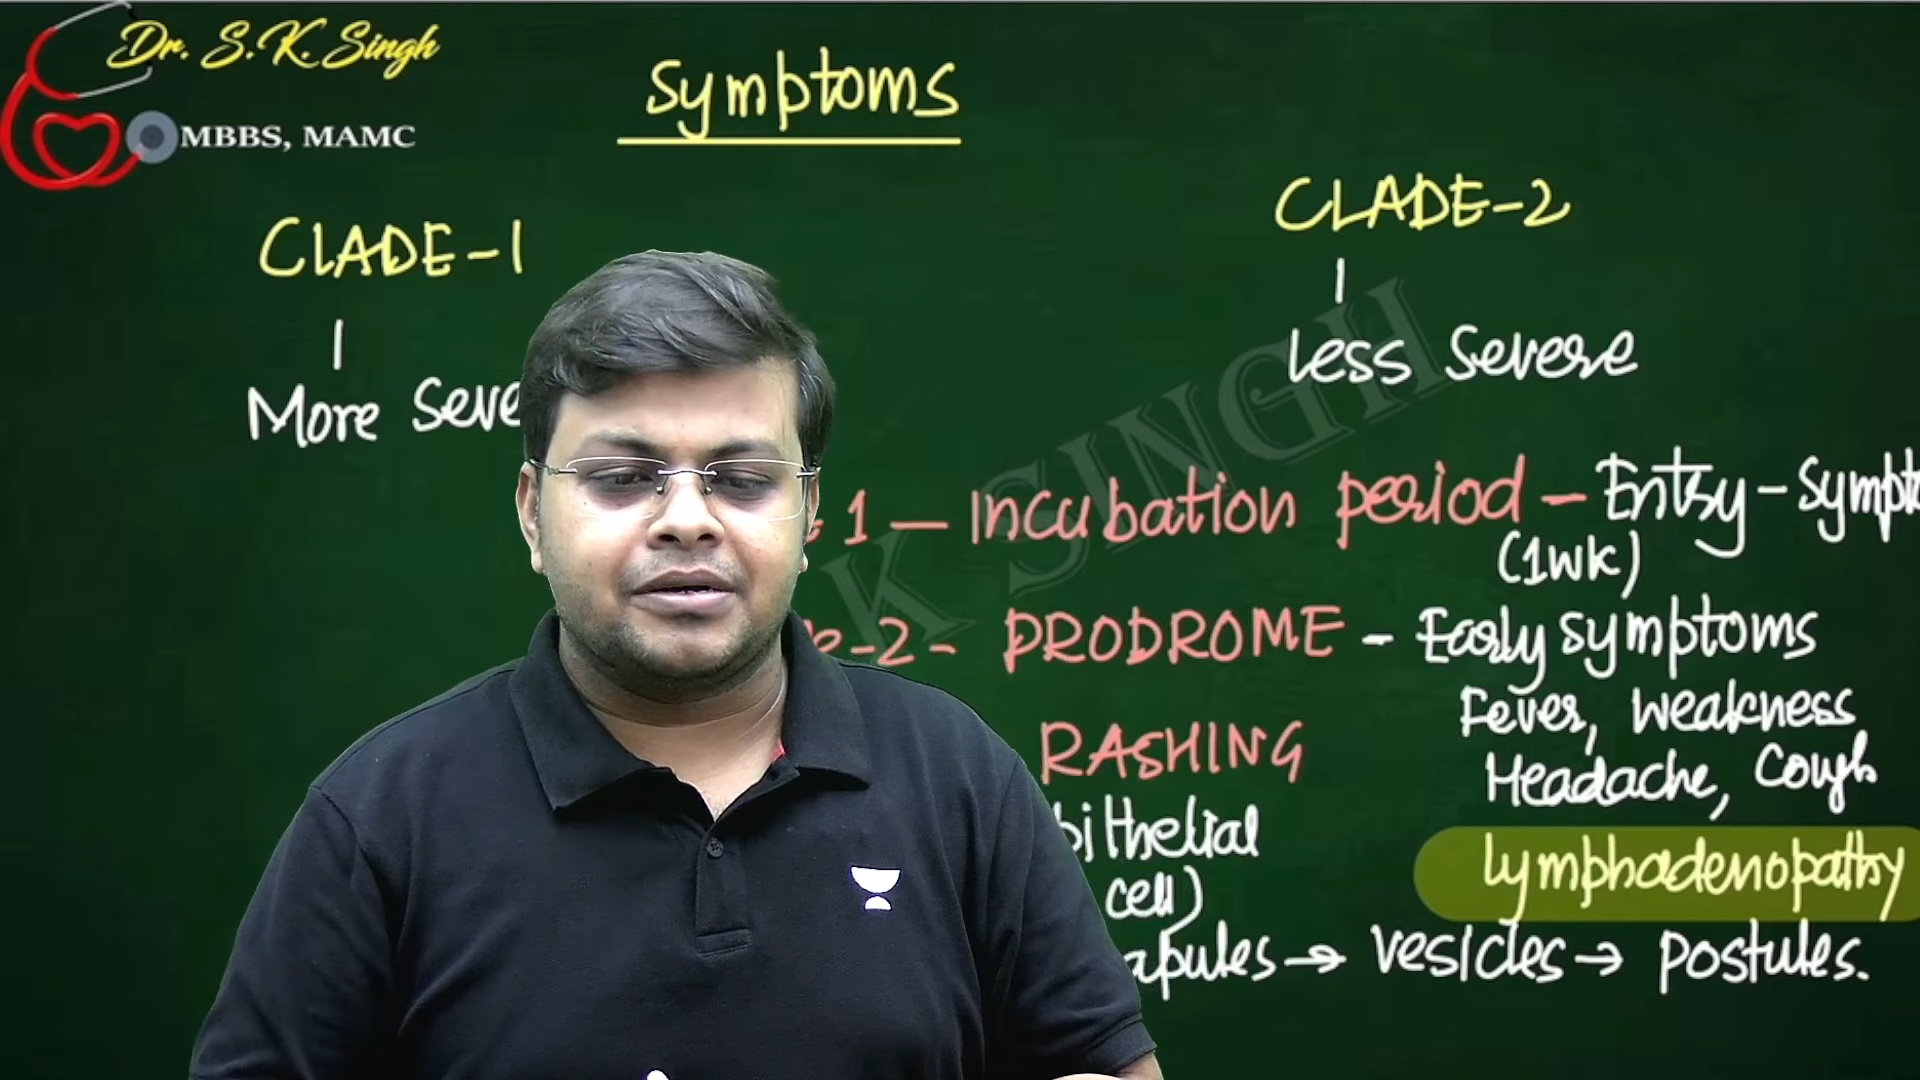 Dr. S. K. Singh
MBBS, MAMC
Symptoms
CLADE-1
CLADE-2
More Seve
Less Severe
1 — Incubation period — Entry - Sympt
(1wk)
-2 - PRODROME - Early symptoms
Fever, Weakness
RASHING
Headache, Cough
ithelial
lymphadenopathy
cell)
apules → vesicles → postules.
K SINGH